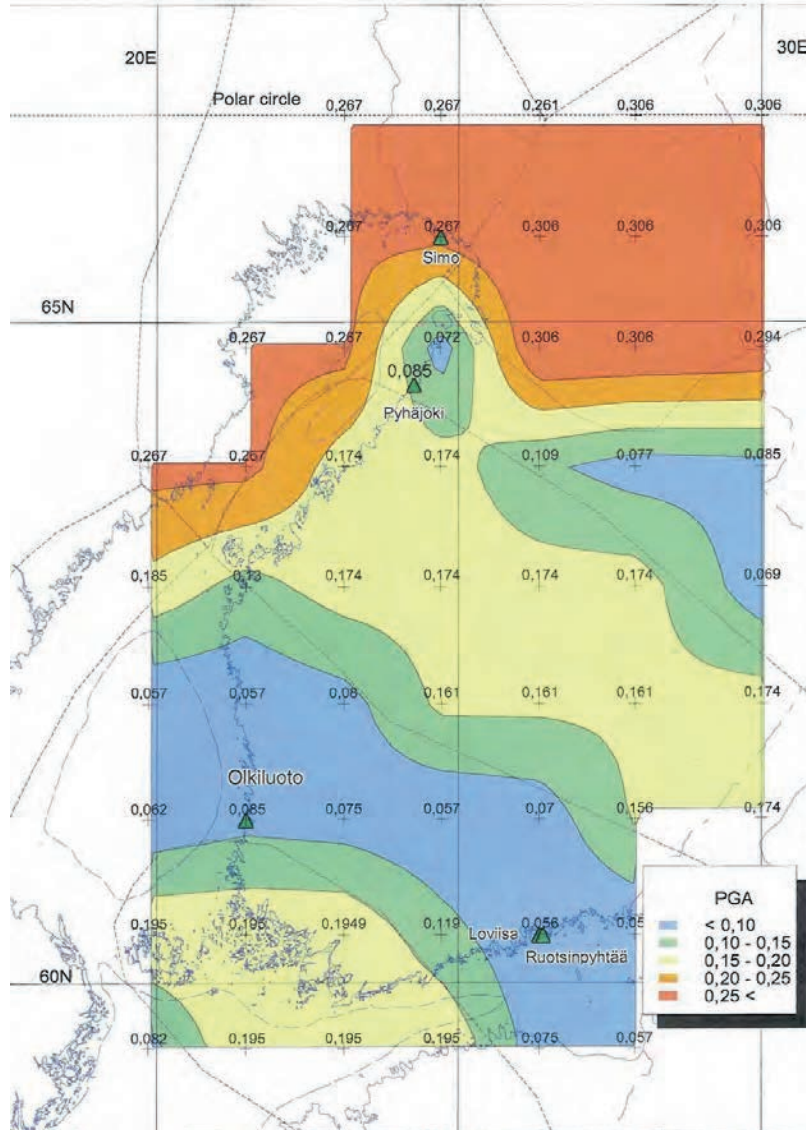 20E
30E
Polar circle
0,267 0,267 0,261 0,306 0,306
0,267 0,267 0,306 0,306 0,306
Simo
65N
0,267 0,267 0,072 0,306 0,306 0,294
0,085
Pyhäjoki
0,267 0,267 0,174 0,174 0,109 0,077 0,085
0,185 0,174 0,174 0,174 0,174 0,069
0,057 0,057 0,08 0,161 0,161 0,161 0,174
Olkiluoto
0,062 0,085 0,075 0,057 0,07 0,156 0,174
0,195 0,195 0,1949 0,119 0,056 0,05
Loviisa
Ruotsinpyhtää
60N
0,082 0,195 0,195 0,195 0,075 0,057
PGA
< 0,10
0,10 - 0,15
0,15 - 0,20
0,20 - 0,25
0,25 <